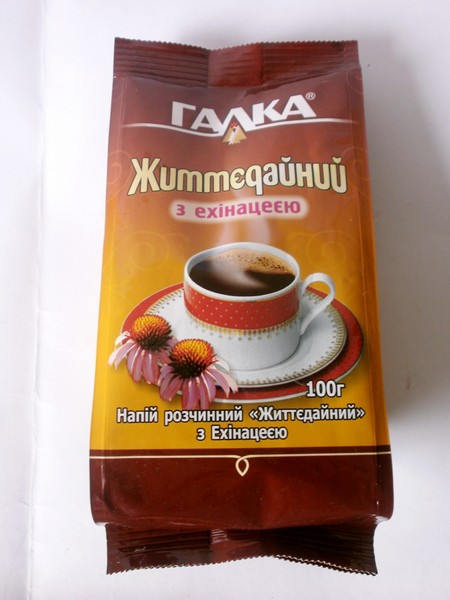 ГАЛКА®
Життєдайний
з ехінацеєю
100г
Напій розчинний «Життєдайний»
з Ехінацеєю